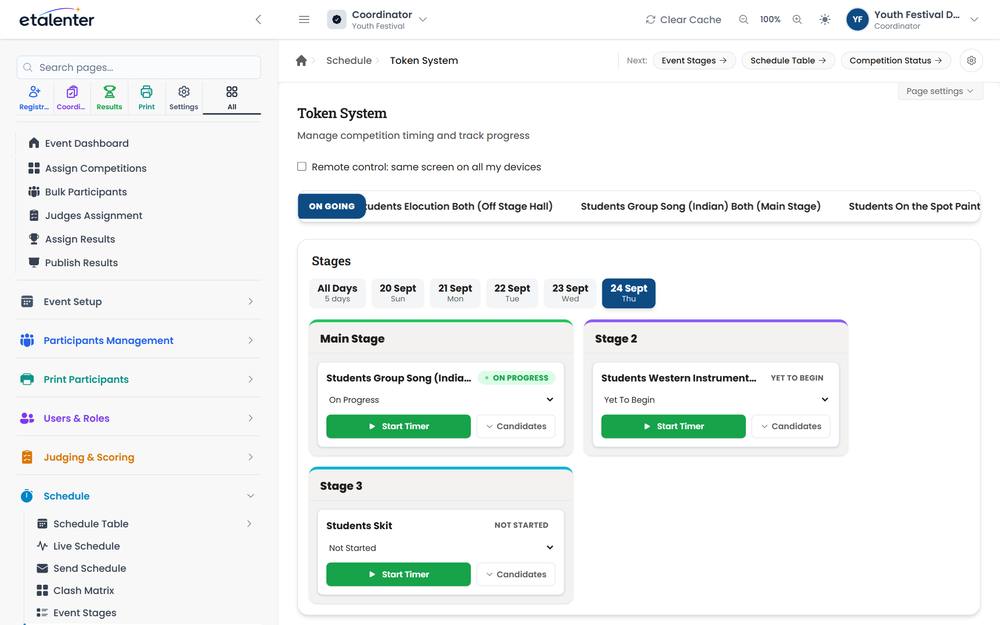 etalenter
Search pages...
Registr...
Coordi...
Results
Print
Settings
All
Event Dashboard
Assign Competitions
Bulk Participants
Judges Assignment
Assign Results
Publish Results
Event Setup
Participants Management
Print Participants
Users & Roles
Judging & Scoring
Schedule
Schedule Table
Live Schedule
Send Schedule
Clash Matrix
Event Stages
Coordinator
Youth Festival
Clear Cache
100%
YF
Youth Festival D...
Coordinator
Schedule
Token System
Next:
Event Stages →
Schedule Table →
Competition Status →
Page settings
Token System
Manage competition timing and track progress
Remote control: same screen on all my devices
ON GOING
tudents Elocution Both (Off Stage Hall)
Students Group Song (Indian) Both (Main Stage)
Students On the Spot Paint
Stages
All Days
5 days
20 Sept
Sun
21 Sept
Mon
22 Sept
Tue
23 Sept
Wed
24 Sept
Thu
Main Stage
Students Group Song (India...
ON PROGRESS
On Progress
Start Timer
Candidates
Stage 2
Students Western Instrument...
YET TO BEGIN
Yet To Begin
Start Timer
Candidates
Stage 3
Students Skit
NOT STARTED
Not Started
Start Timer
Candidates